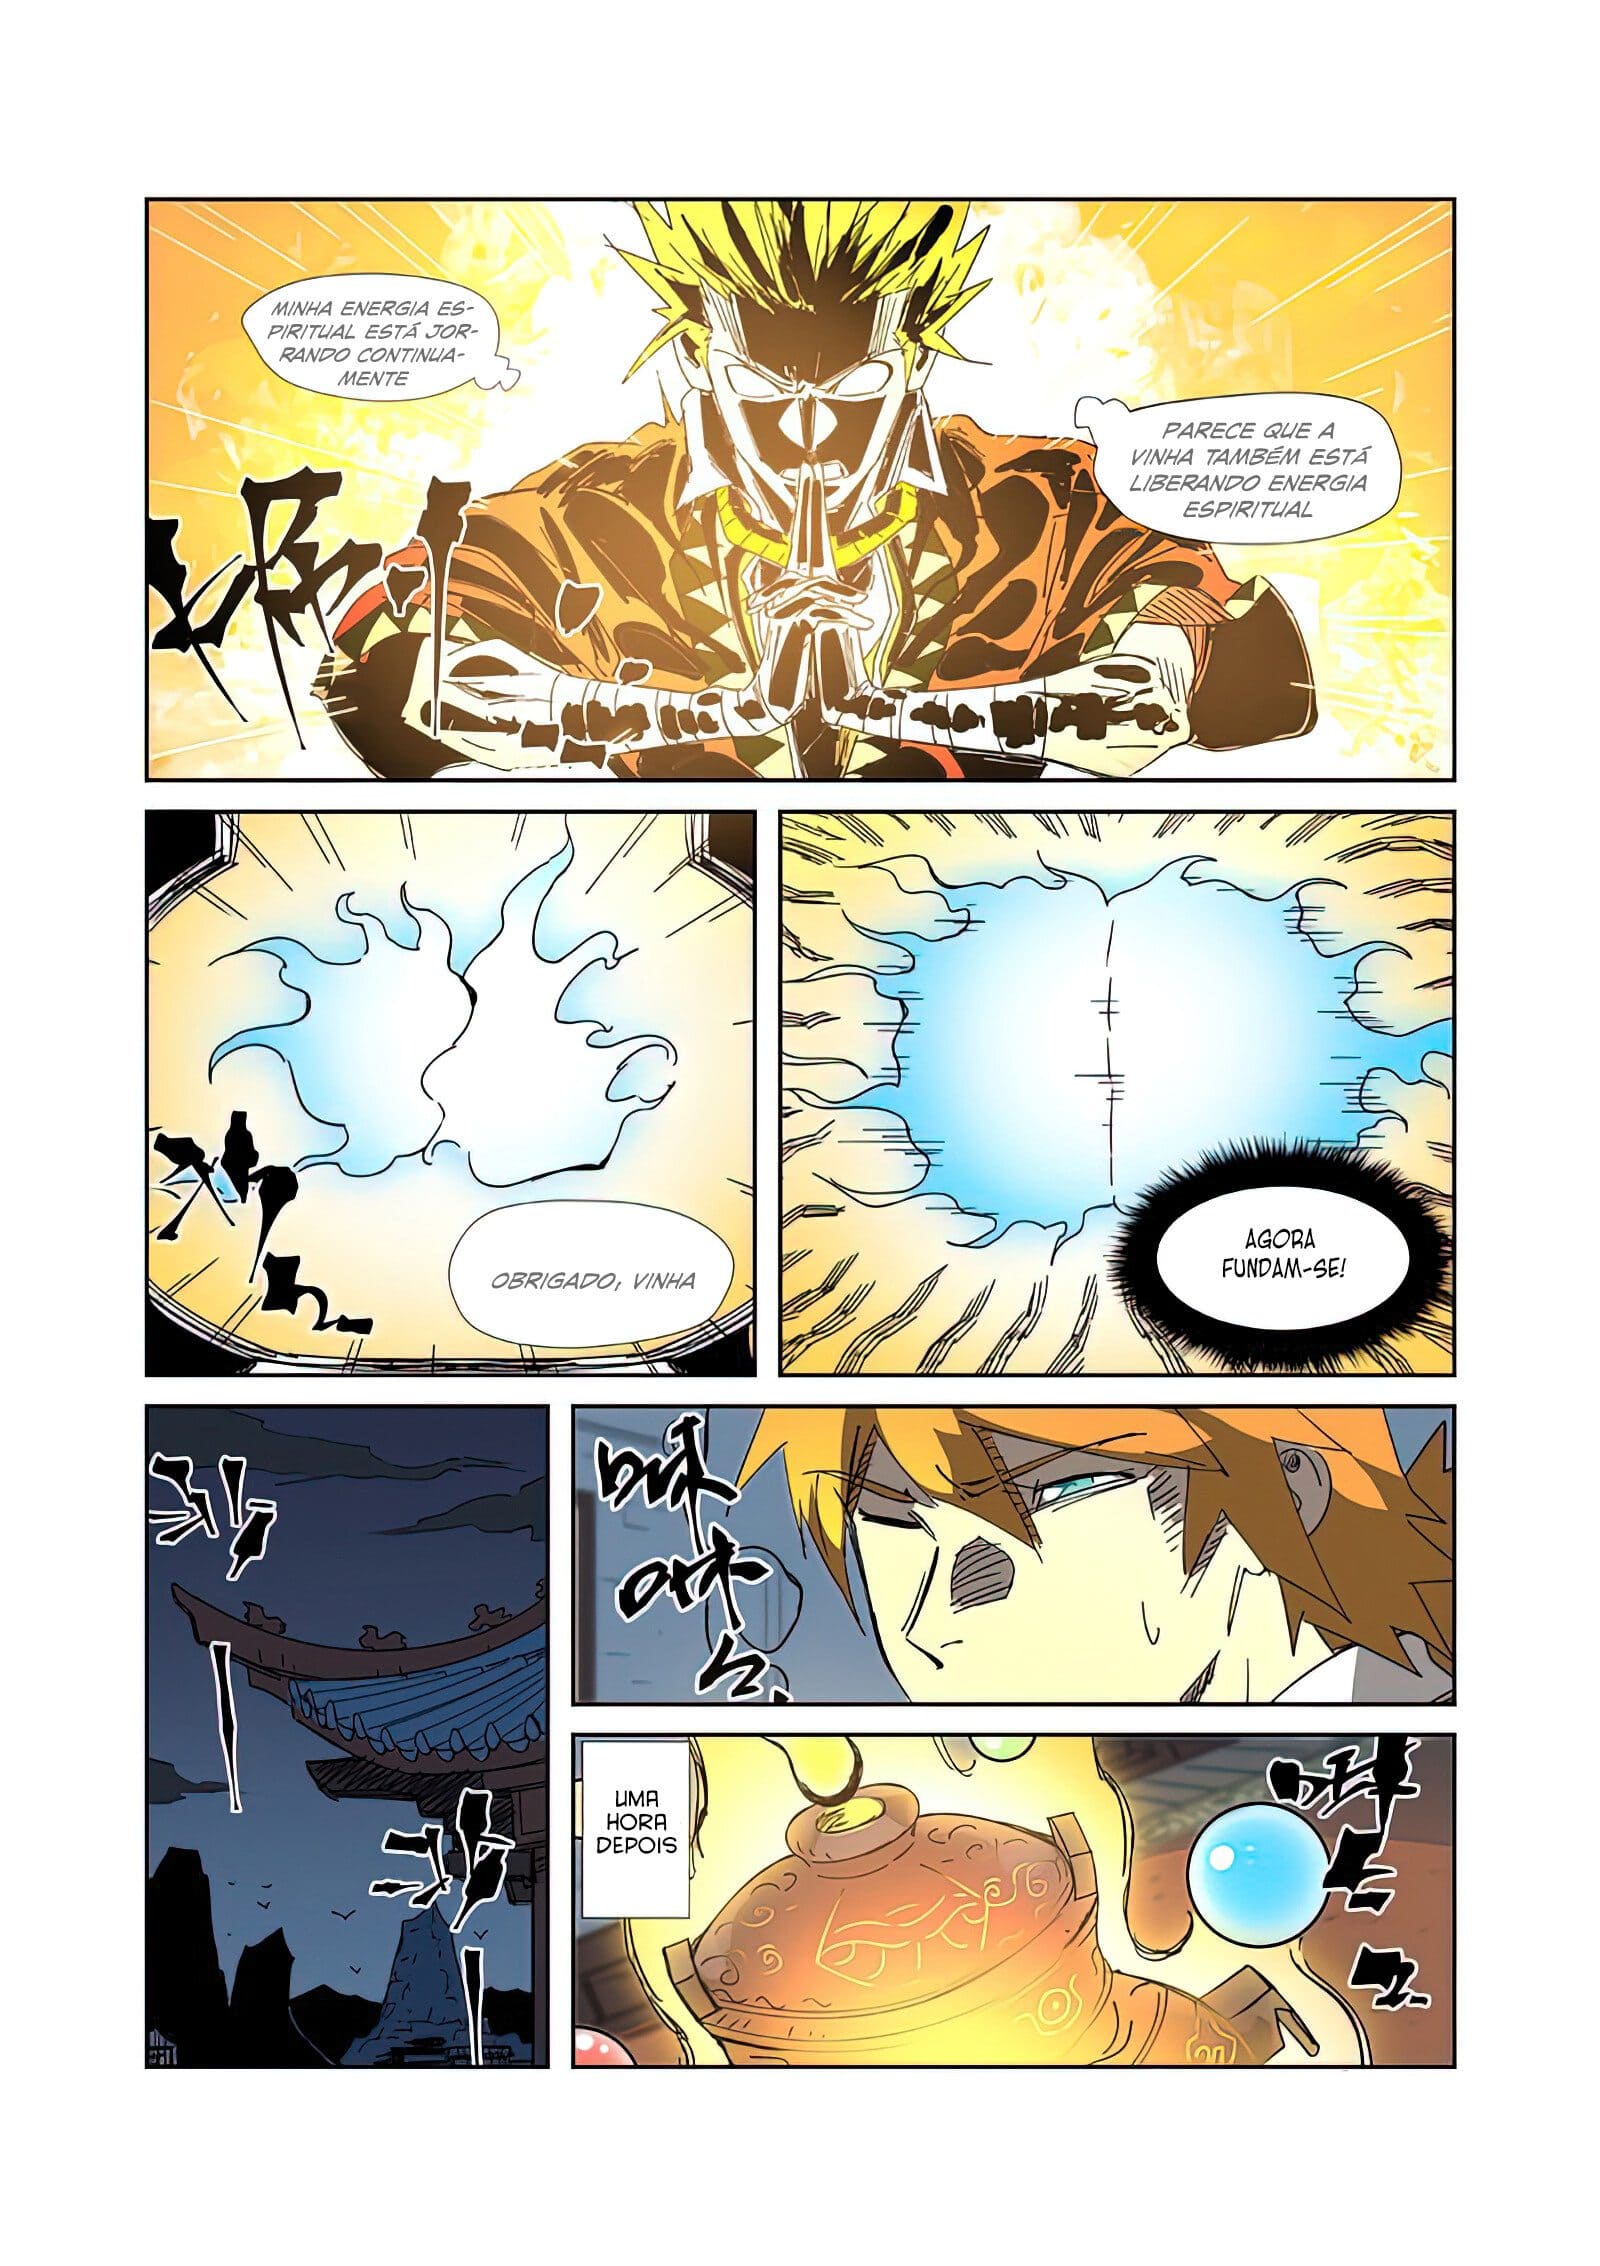 MINHA ENERGIA ES-
PIRITUAL ESTÁ JOR-
RANDO CONTINUA-
MENTE
PARECE QUE A
VINHA TAMBÉM ESTÁ
LIBERANDO ENERGIA
ESPIRITUAL
OBRIGADO, VINHA
AGORA
FUNDAM-SE!
UMA
HORA
DEPOIS